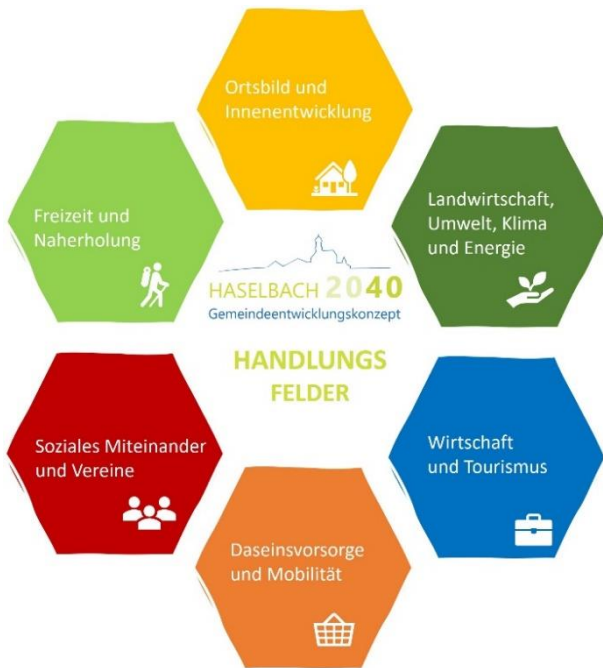 Ortsbild und
Innenentwicklung
Freizeit und
Naherholung
Landwirtschaft,
Umwelt, Klima
und Energie
HASELBACH 2040
Gemeindeentwicklungskonzept
HANDLUNGS
FELDER
Soziales Miteinander
und Vereine
Wirtschaft
und Tourismus
Daseinsvorsorge
und Mobilität